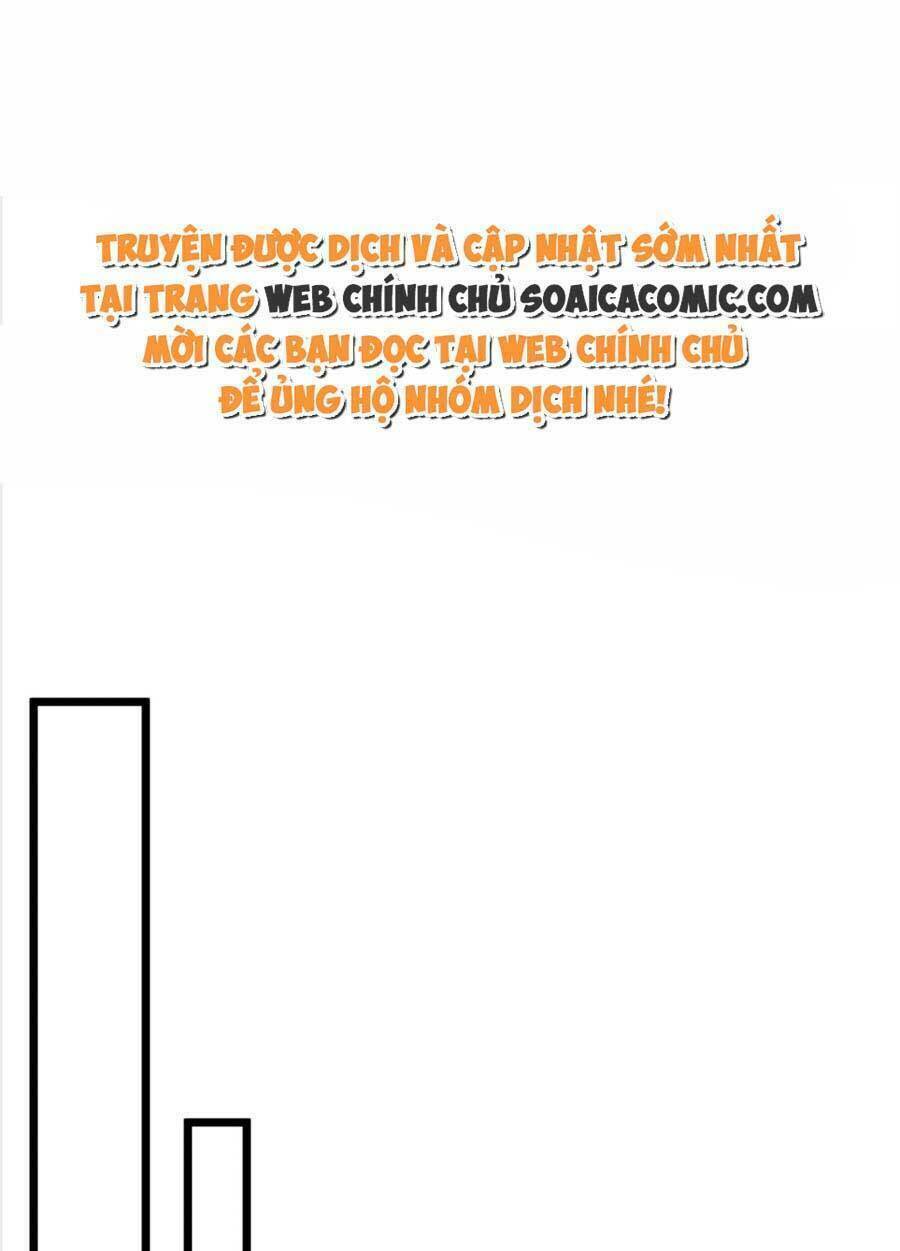 TRUYỆN ĐƯỢC DỊCH VÀ CẬP NHẬT SỚM NHẤT
TẠI TRANG WEB CHÍNH CHỦ SOAICACOMIC.COM
MỜI CÁC BẠN ĐỌC TẠI WEB CHÍNH CHỦ
ĐỂ ỦNG HỘ NHÓM DỊCH NHÉ!